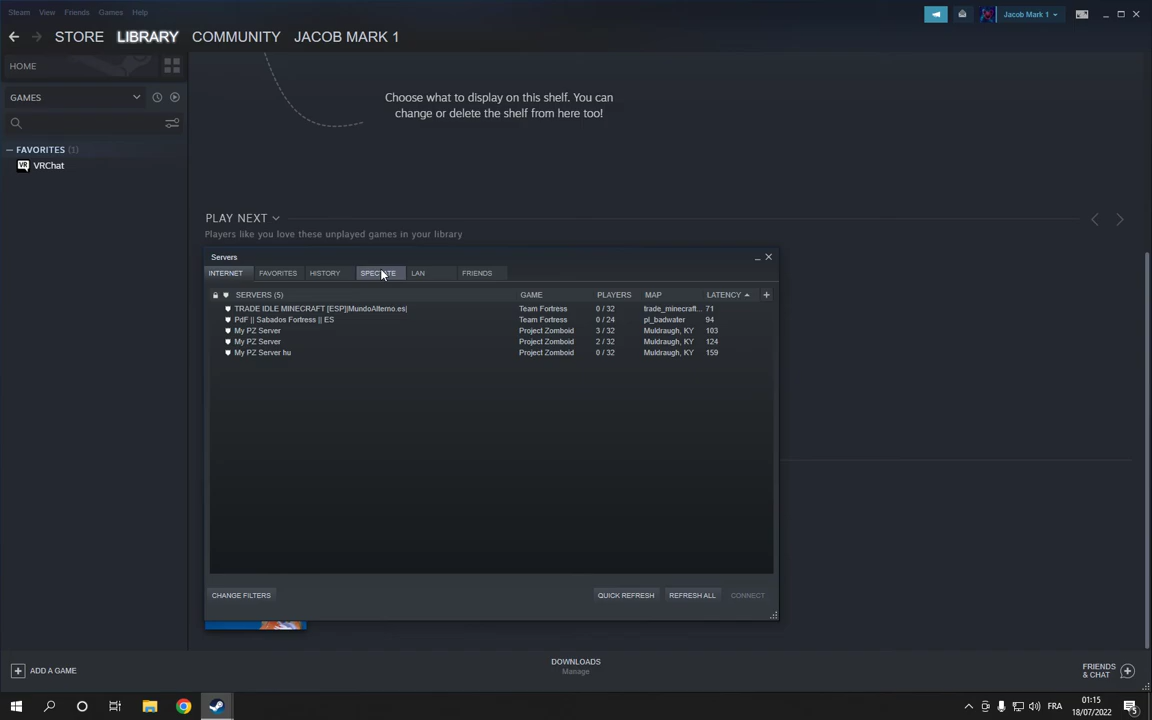 Steam View Friends Games Help
Jacob Mark 1
STORE LIBRARY COMMUNITY JACOB MARK 1
HOME
GAMES
FAVORITES (1)
VR VRChat
Choose what to display on this shelf. You can
change or delete the shelf from here too!
PLAY NEXT
Players like you love these unplayed games in your library
Servers
INTERNET FAVORITES HISTORY SPECTATE LAN FRIENDS
SERVERS (5) GAME PLAYERS MAP LATENCY
TRADE IDLE MINECRAFT [ESP]|MundoAlterno.es| Team Fortress 0 / 32 trade_minecraft... 71
PdF || Sabados Fortress || ES Team Fortress 0 / 24 pl_badwater 94
My PZ Server Project Zomboid 3 / 32 Muldraugh, KY 103
My PZ Server Project Zomboid 2 / 32 Muldraugh, KY 124
My PZ Server hu Project Zomboid 0 / 32 Muldraugh, KY 159
CHANGE FILTERS QUICK REFRESH REFRESH ALL CONNECT
ADD A GAME
DOWNLOADS
Manage
FRIENDS
& CHAT
FRA
01:15
18/07/2022
5